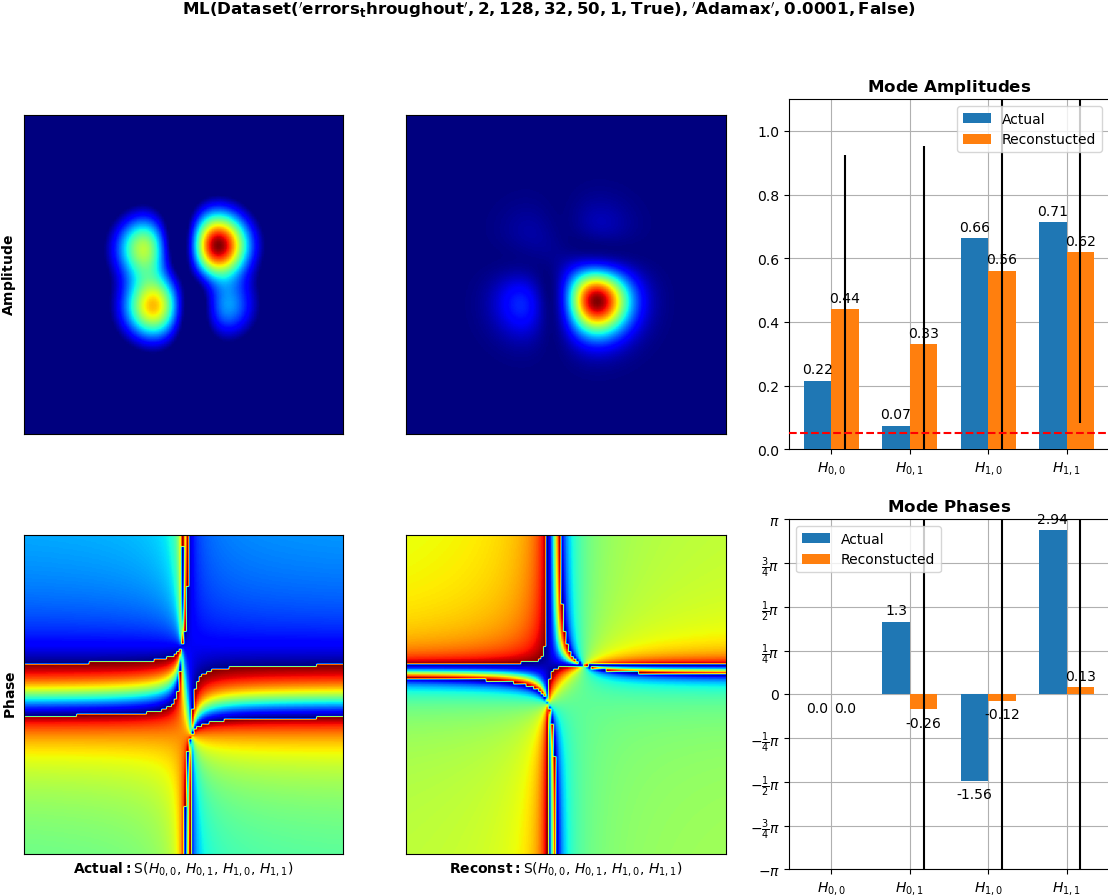 ML(Dataset('errors_throughout', 2, 128, 32, 50, 1, True), 'Adamax', 0.0001, False)
Amplitude
Mode Amplitudes
Actual
Reconstucted
1.0
0.8
0.6
0.4
0.2
0.0
0.22
0.44
0.07
0.33
0.66
0.56
0.71
0.62
H0,0
H0,1
H1,0
H1,1
Phase
Actual: S(H0,0, H0,1, H1,0, H1,1)
Reconst: S(H0,0, H0,1, H1,0, H1,1)
Mode Phases
Actual
Reconstucted
π
3/4π
1/2π
1/4π
0
−1/4π
−1/2π
−3/4π
−π
0.0
0.0
1.3
-0.26
-1.56
-0.12
2.94
0.13
H0,0
H0,1
H1,0
H1,1